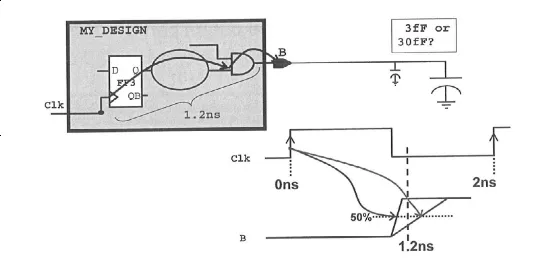 MY_DESIGN
3fF or
30fF?
B
D Q
FF3
QB
Clk
1.2ns
Clk
0ns
2ns
50%
B
1.2ns